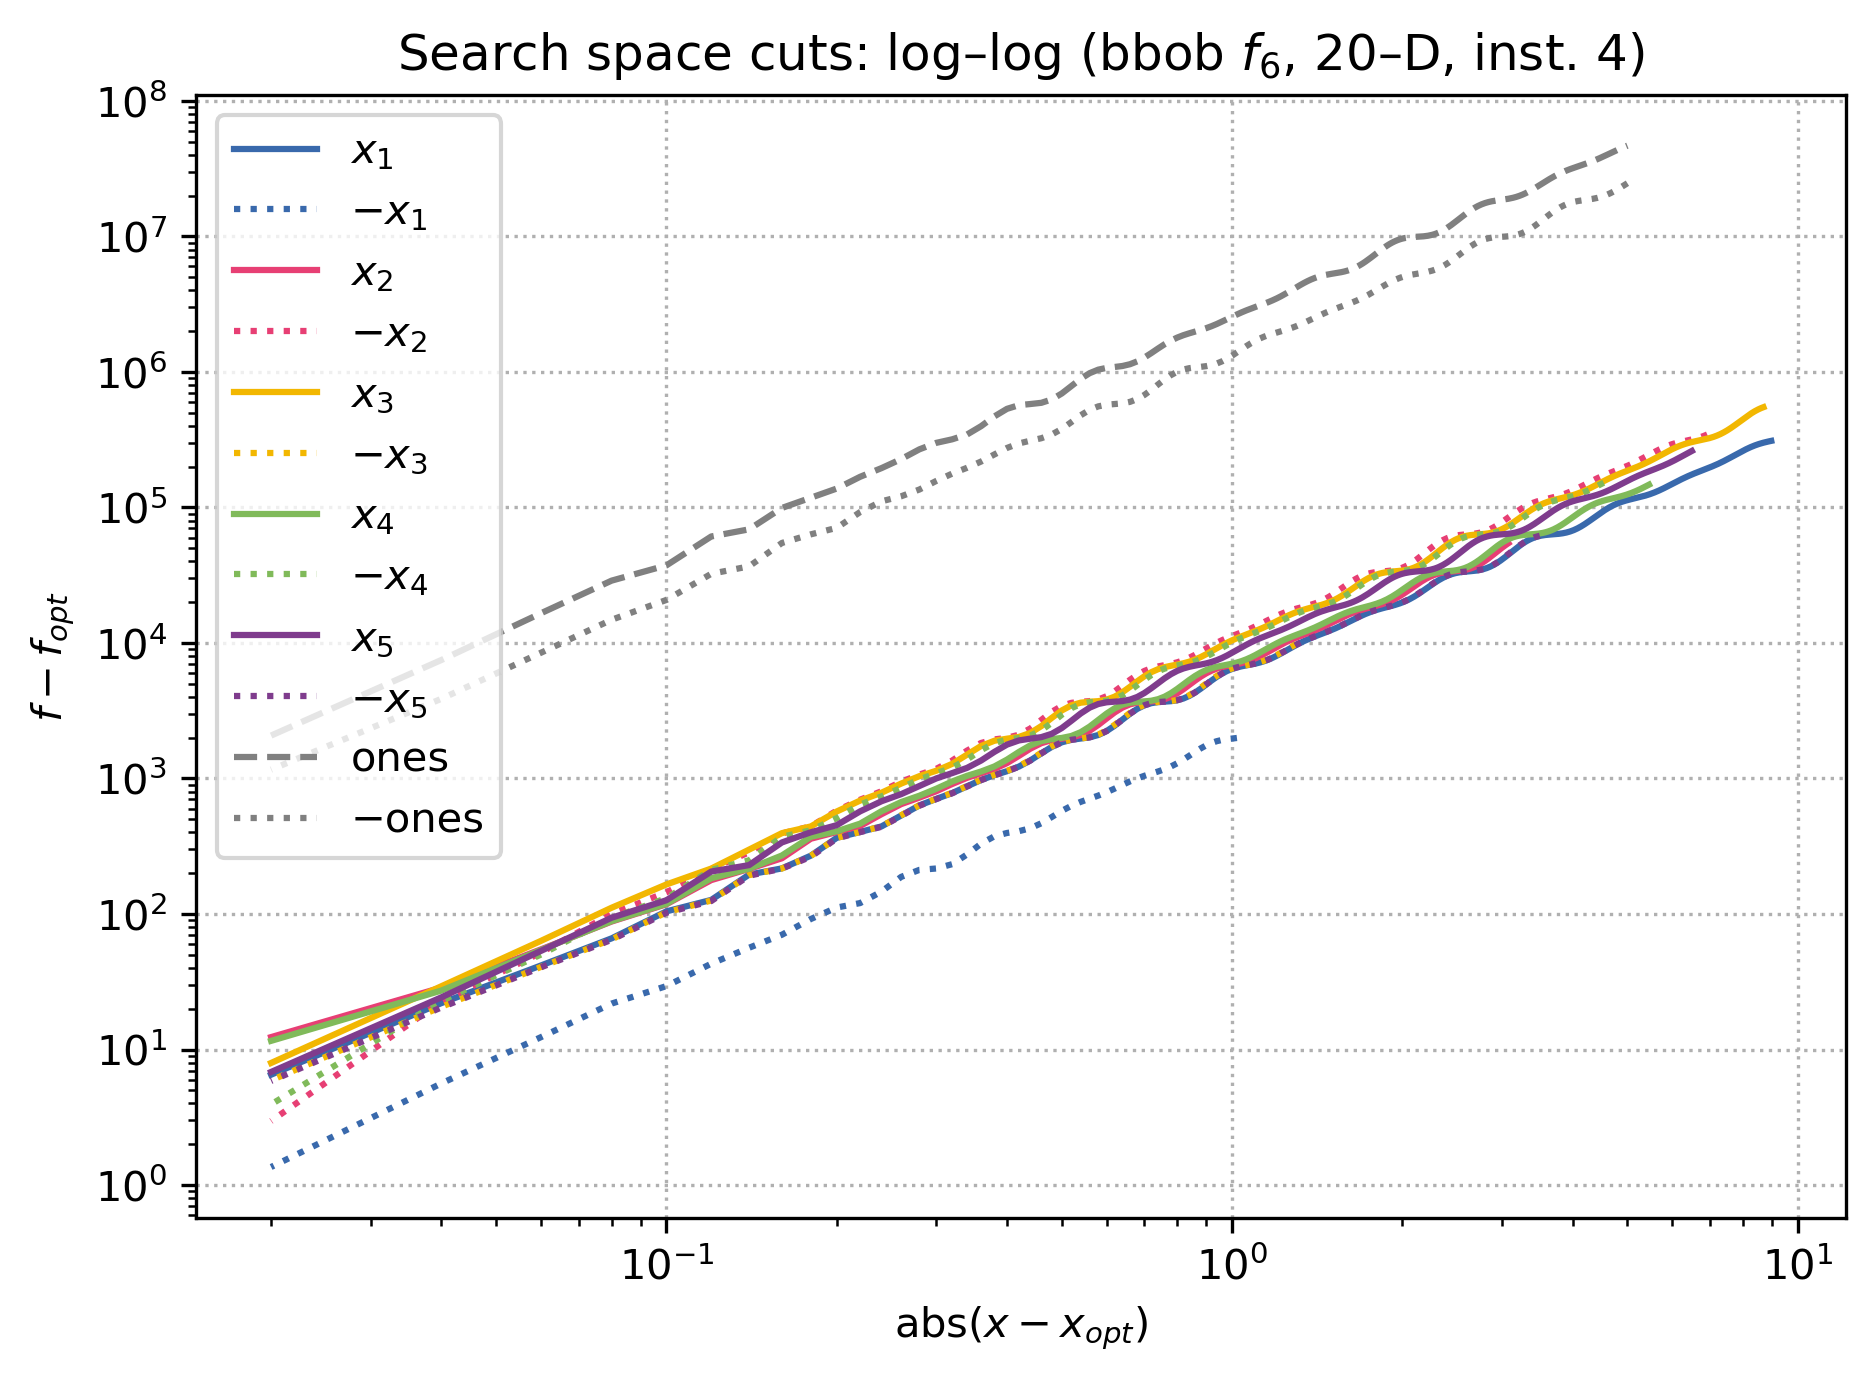 Search space cuts: log–log (bbob f₆, 20–D, inst. 4)
10⁸
10⁷
10⁶
10⁵
10⁴
10³
10²
10¹
10⁰
f − f_opt
x₁
−x₁
x₂
−x₂
x₃
−x₃
x₄
−x₄
x₅
−x₅
ones
−ones
10⁻¹ 10⁰ 10¹
abs(x − x_opt)